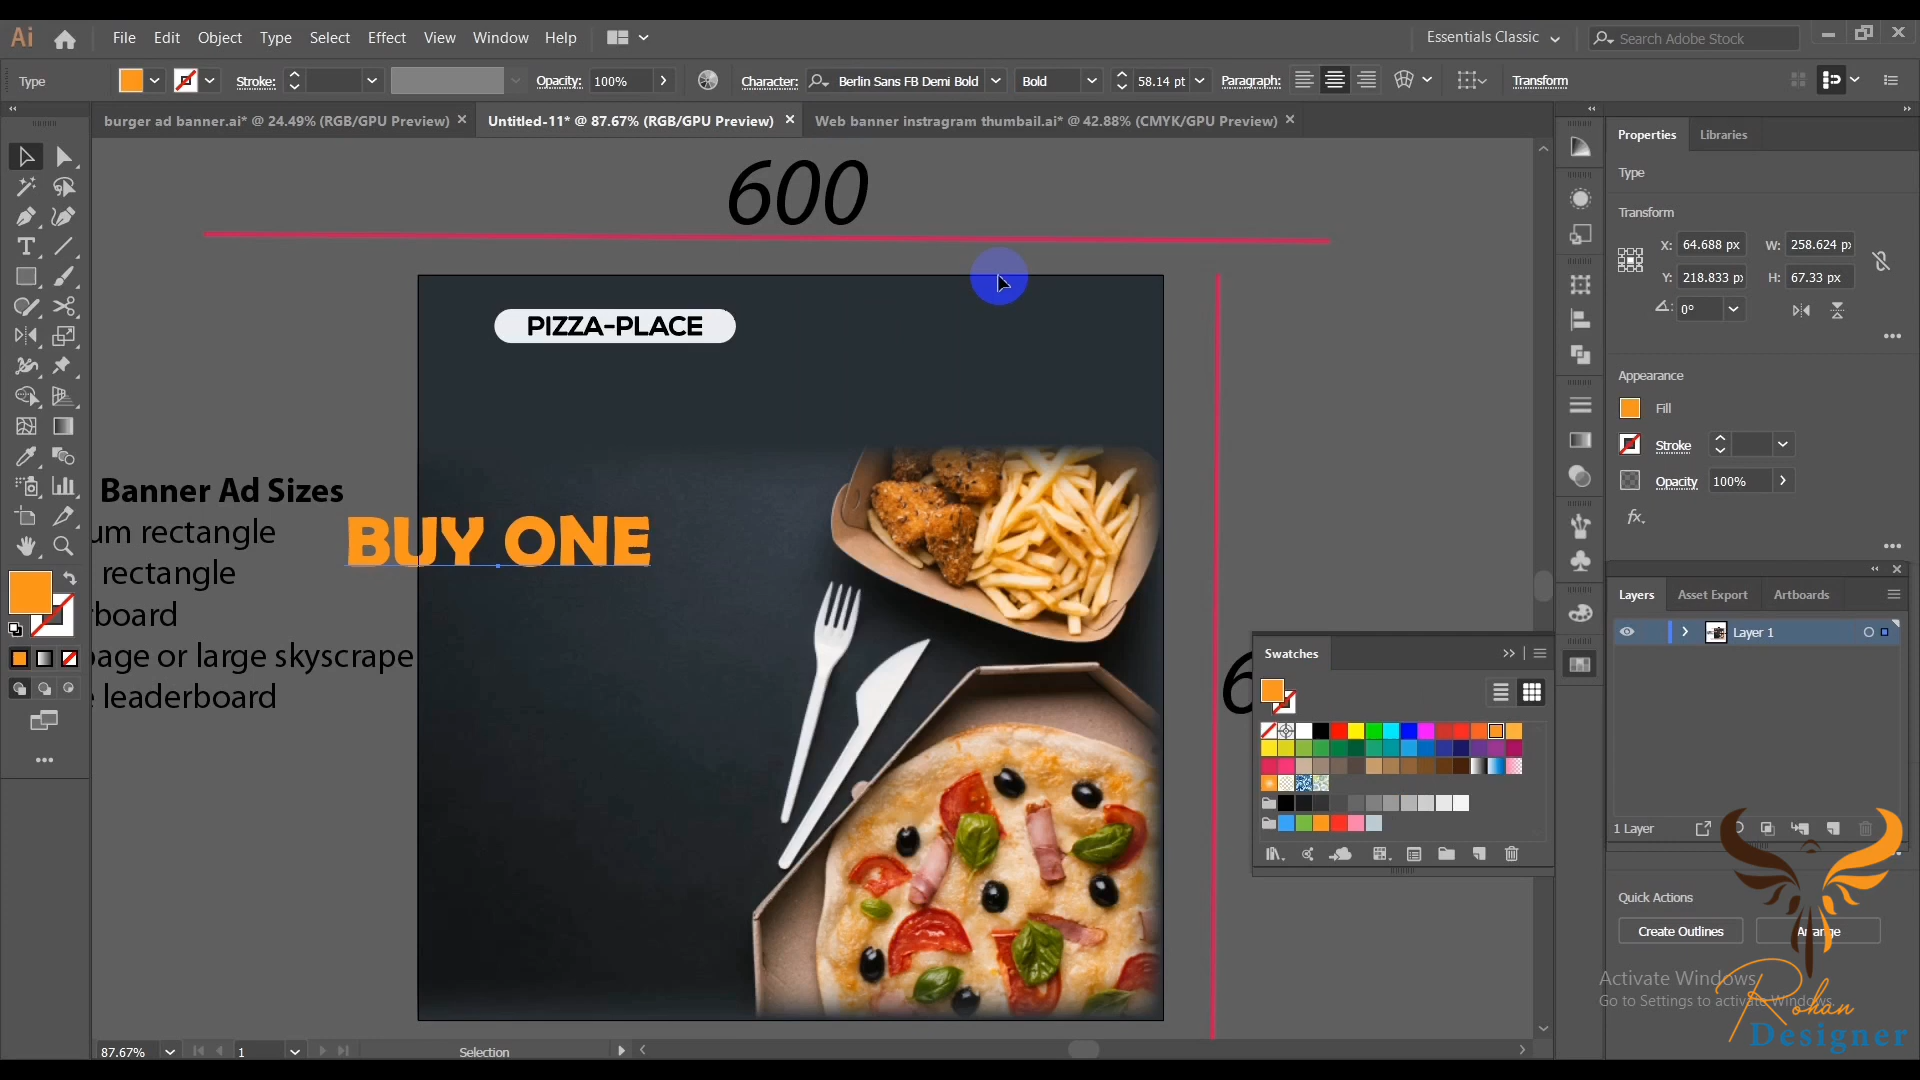 Ai File Edit Object Type Select Effect View Window Help Essentials Classic Search Adobe Stock
Type Stroke: Opacity: 100% Character: Berlin Sans FB Demi Bold Bold 58.14 pt Paragraph: Transform
burger ad banner.ai* @ 24.49% (RGB/GPU Preview) Untitled-11* @ 87.67% (RGB/GPU Preview) Web banner instragram thumbail.ai* @ 42.88% (CMYK/GPU Preview)
Properties Libraries
Type
Transform
X: 64.688 px W: 258.624 p
Y: 218.833 p H: 67.33 px
0°
Appearance
Fill
Stroke
Opacity 100%
fx
600
PIZZA-PLACE
Banner Ad Sizes
um rectangle
rectangle
board
page or large skyscrape
leaderboard
BUY ONE
6
Swatches
Layers Asset Export Artboards
Layer 1
1 Layer
Quick Actions
Create Outlines Arrange
Activate Windows
Go to Settings to activate Windows.
Rohan
Designer
87.67% 1 Selection